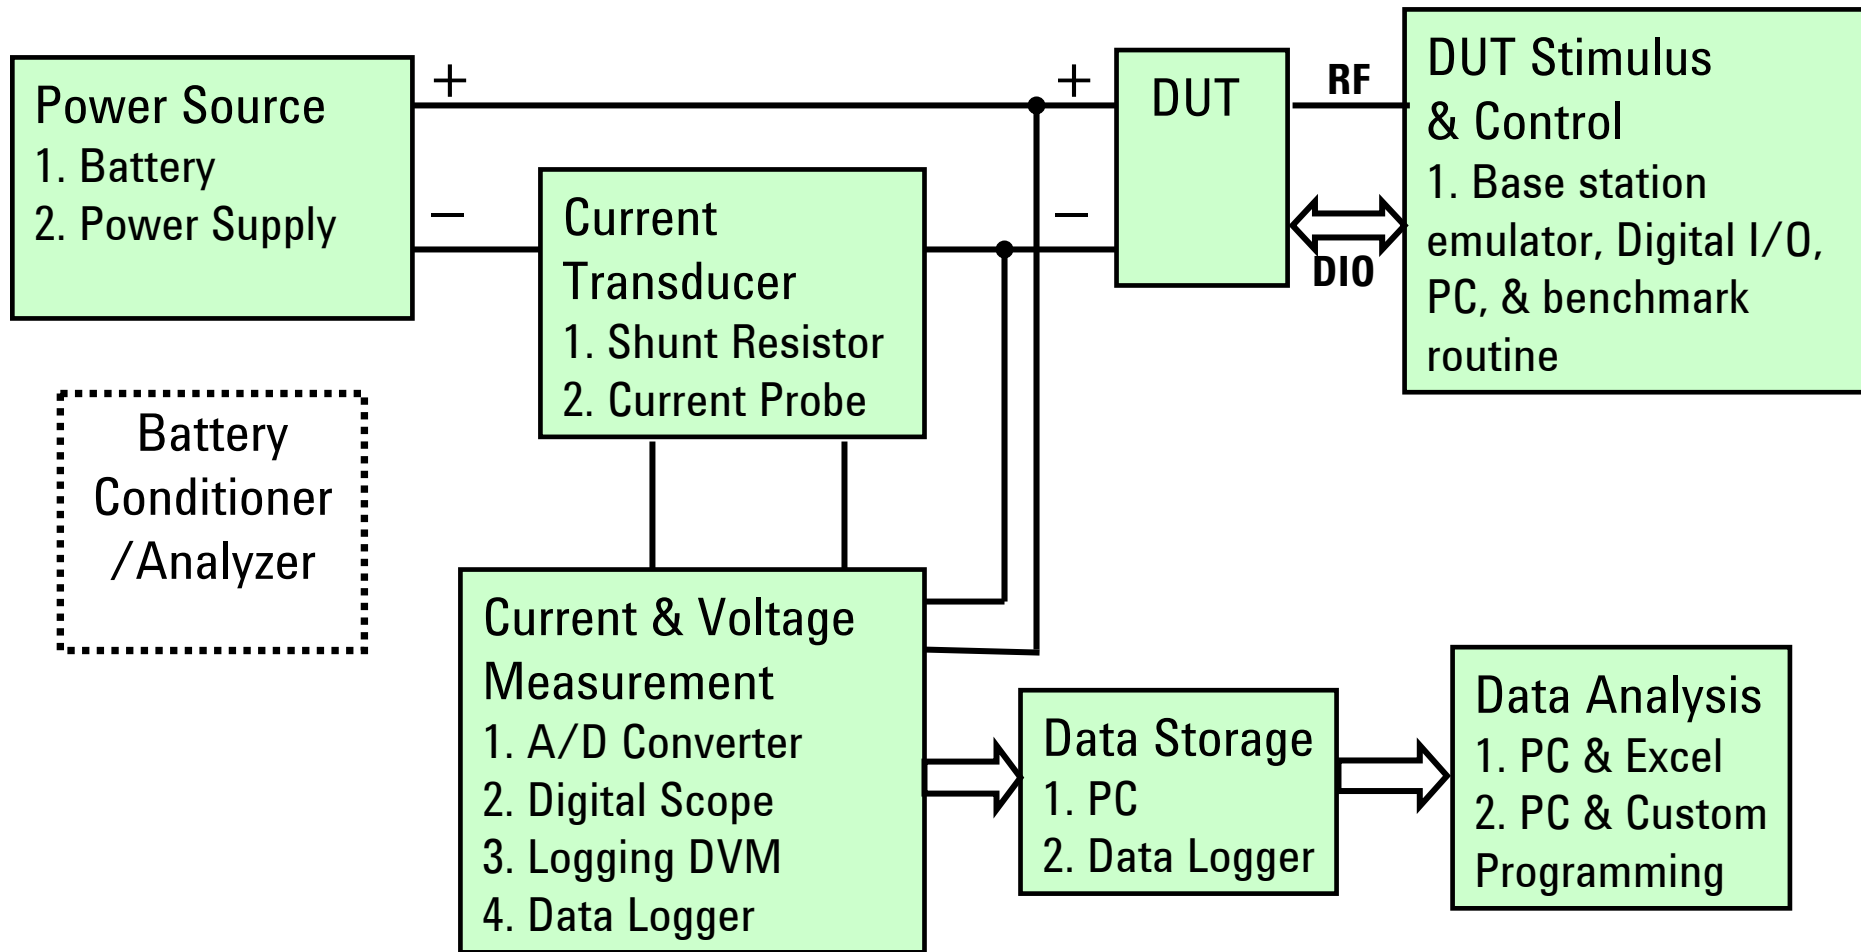 Power Source
1. Battery
2. Power Supply
+
−
Current
Transducer
1. Shunt Resistor
2. Current Probe
+
−
DUT
RF
DIO
DUT Stimulus
& Control
1. Base station
emulator, Digital I/O,
PC, & benchmark
routine
Battery
Conditioner
/Analyzer
Current & Voltage
Measurement
1. A/D Converter
2. Digital Scope
3. Logging DVM
4. Data Logger
Data Storage
1. PC
2. Data Logger
Data Analysis
1. PC & Excel
2. PC & Custom
Programming